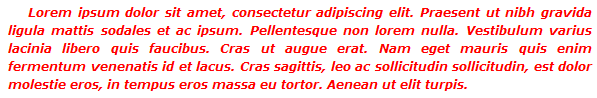 Lorem ipsum dolor sit amet, consectetur adipiscing elit. Praesent ut nibh gravida
ligula mattis sodales et ac ipsum. Pellentesque non lorem nulla. Vestibulum varius
lacinia libero quis faucibus. Cras ut augue erat. Nam eget mauris quis enim
fermentum venenatis id et lacus. Cras sagittis, leo ac sollicitudin sollicitudin, est dolor
molestie eros, in tempus eros massa eu tortor. Aenean ut elit turpis.